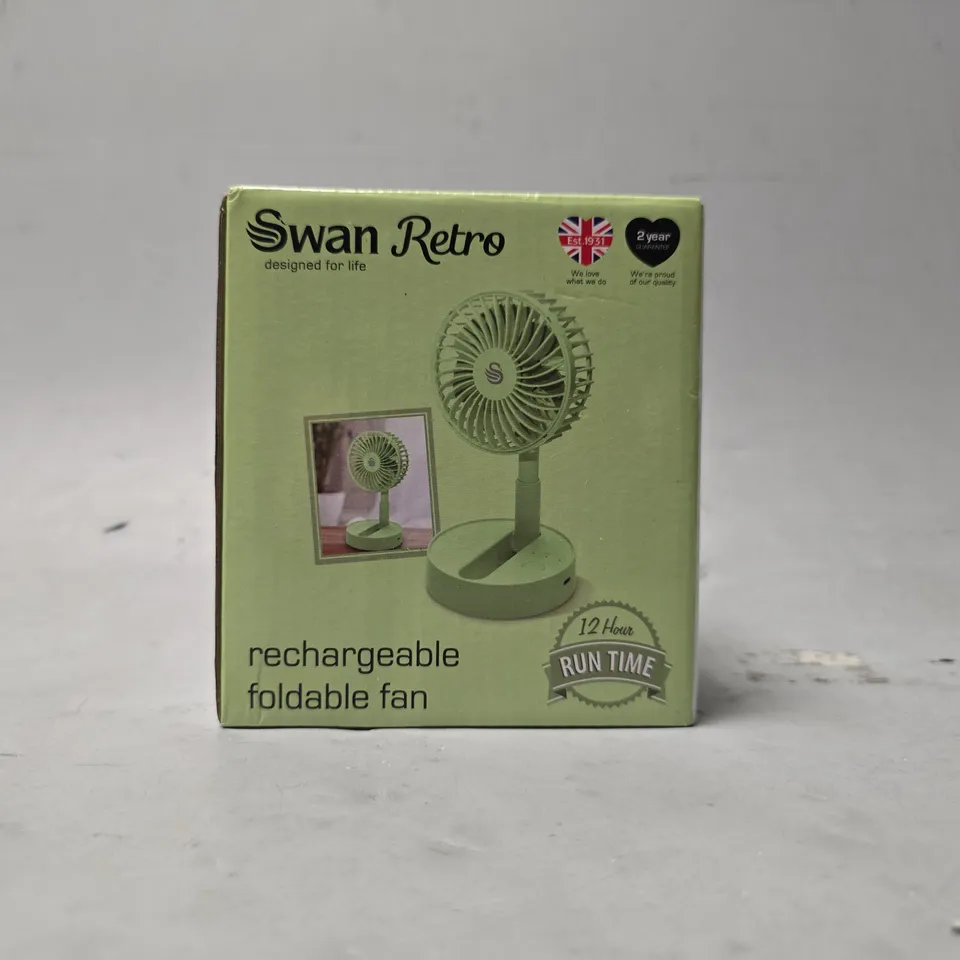 Swan Retro
designed for life
Est.1931
We love
what we do
2 year
GUARANTEE
We're proud
of our quality
12 Hour
RUN TIME
rechargeable
foldable fan